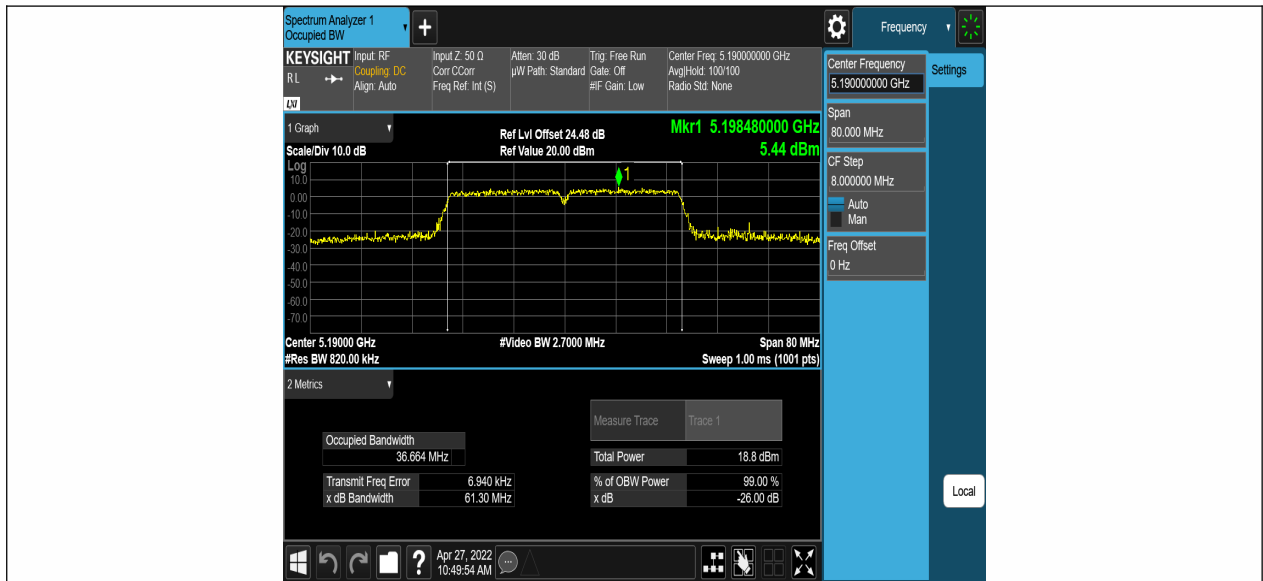 Spectrum Analyzer 1
Occupied BW
+
Frequency
KEYSIGHT
RL
LXI
Input: RF
Coupling: DC
Align: Auto
Input Z: 50 Ω
Corr CCorr
Freq Ref: Int (S)
Atten: 30 dB
µW Path: Standard
Trig: Free Run
Gate: Off
#IF Gain: Low
Center Freq: 5.190000000 GHz
Avg|Hold: 100/100
Radio Std: None
Center Frequency
5.190000000 GHz
Settings
Span
80.000 MHz
CF Step
8.000000 MHz
Auto
Man
Freq Offset
0 Hz
Local
1 Graph
Scale/Div 10.0 dB
Ref Lvl Offset 24.48 dB
Ref Value 20.00 dBm
Mkr1 5.198480000 GHz
5.44 dBm
Log
10.0
0.00
-10.0
-20.0
-30.0
-40.0
-50.0
-60.0
-70.0
1
Center 5.19000 GHz
#Res BW 820.00 kHz
#Video BW 2.7000 MHz
Span 80 MHz
Sweep 1.00 ms (1001 pts)
2 Metrics
Measure Trace Trace 1
Occupied Bandwidth
36.664 MHz
Total Power 18.8 dBm
Transmit Freq Error 6.940 kHz
x dB Bandwidth 61.30 MHz
% of OBW Power 99.00 %
x dB -26.00 dB
?
Apr 27, 2022
10:49:54 AM